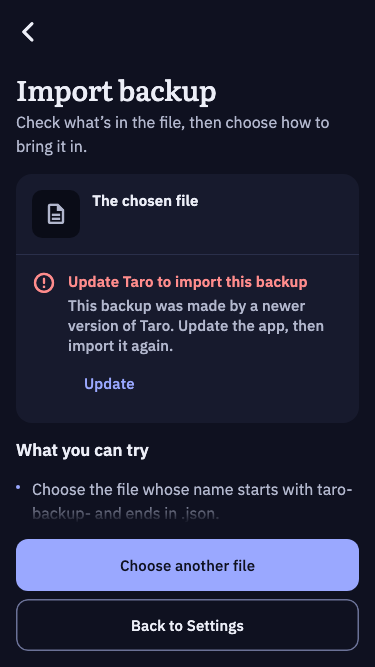 Import backup
Check what’s in the file, then choose how to
bring it in.
The chosen file
Update Taro to import this backup
This backup was made by a newer
version of Taro. Update the app, then
import it again.
Update
What you can try
• Choose the file whose name starts with taro-
backup- and ends in .json.
Choose another file
Back to Settings